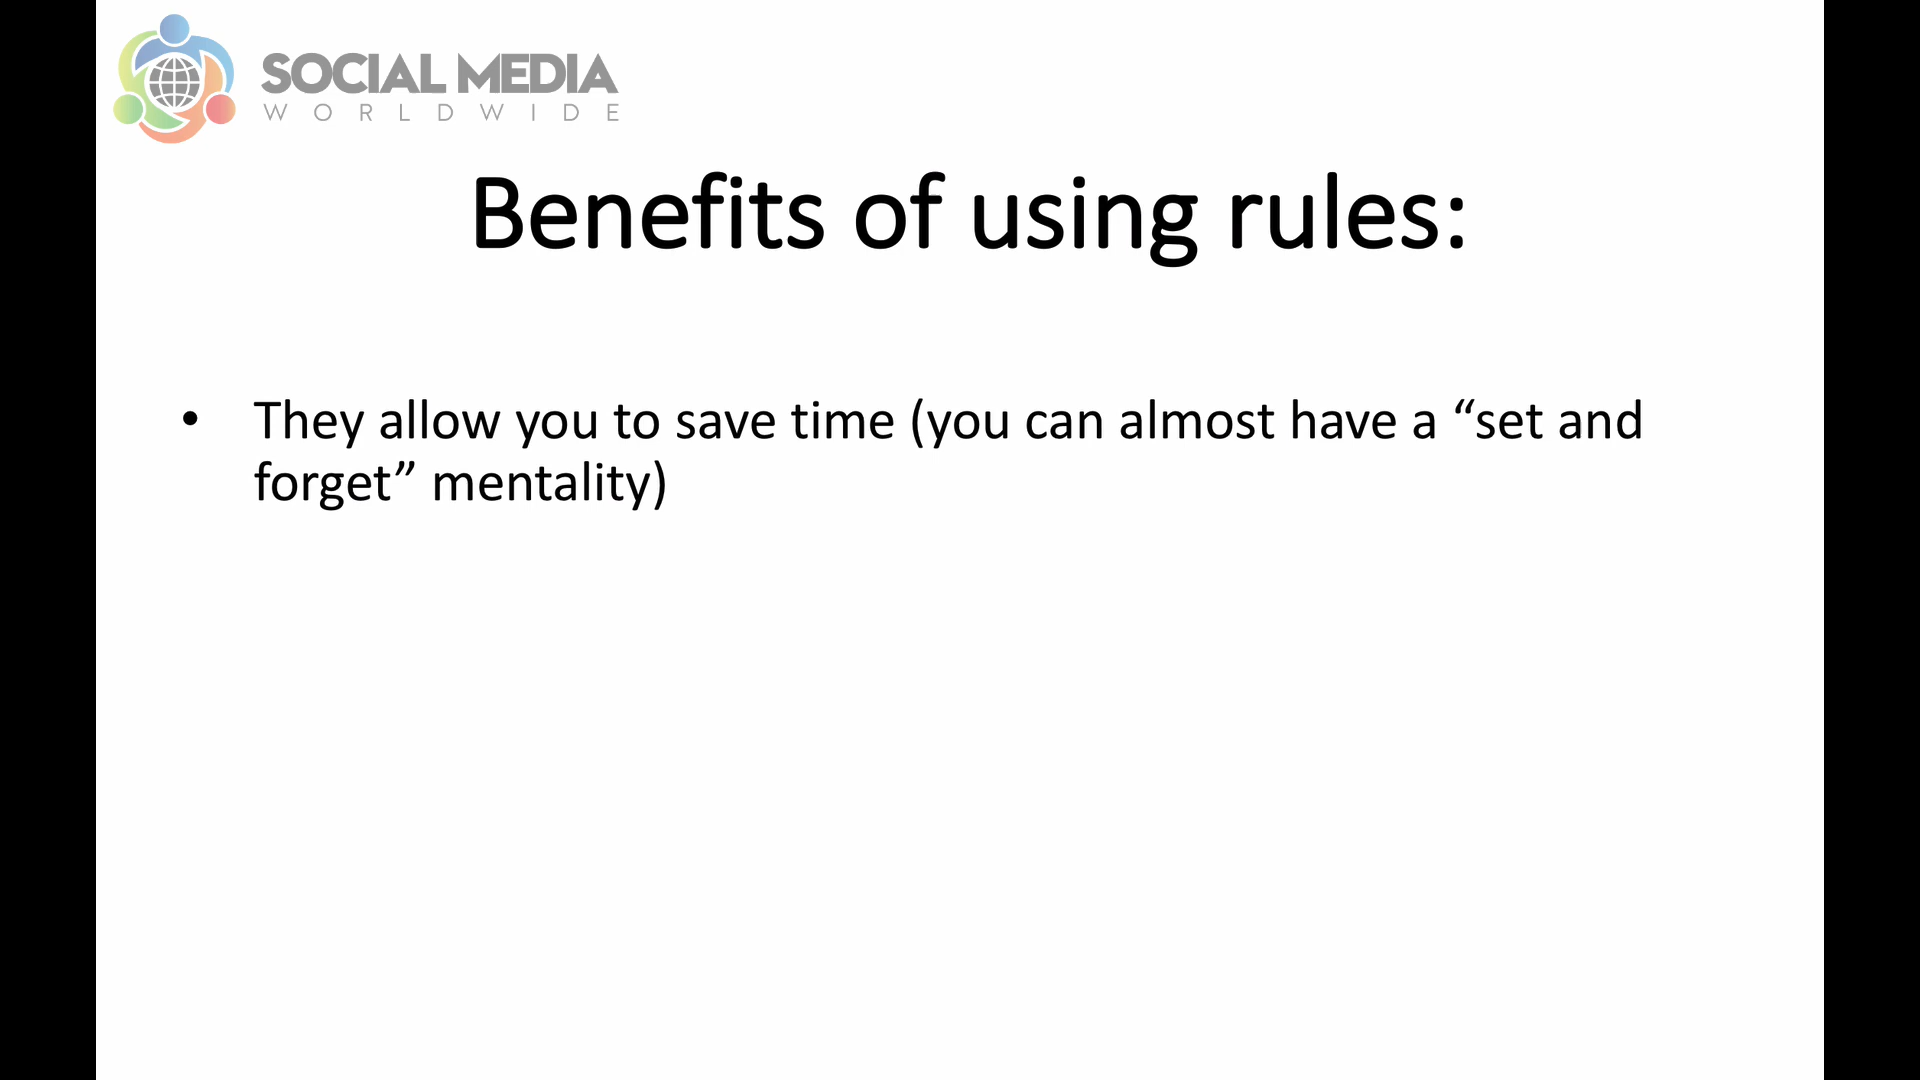 SOCIAL MEDIA
WORLDWIDE
Benefits of using rules:
• They allow you to save time (you can almost have a “set and
forget” mentality)